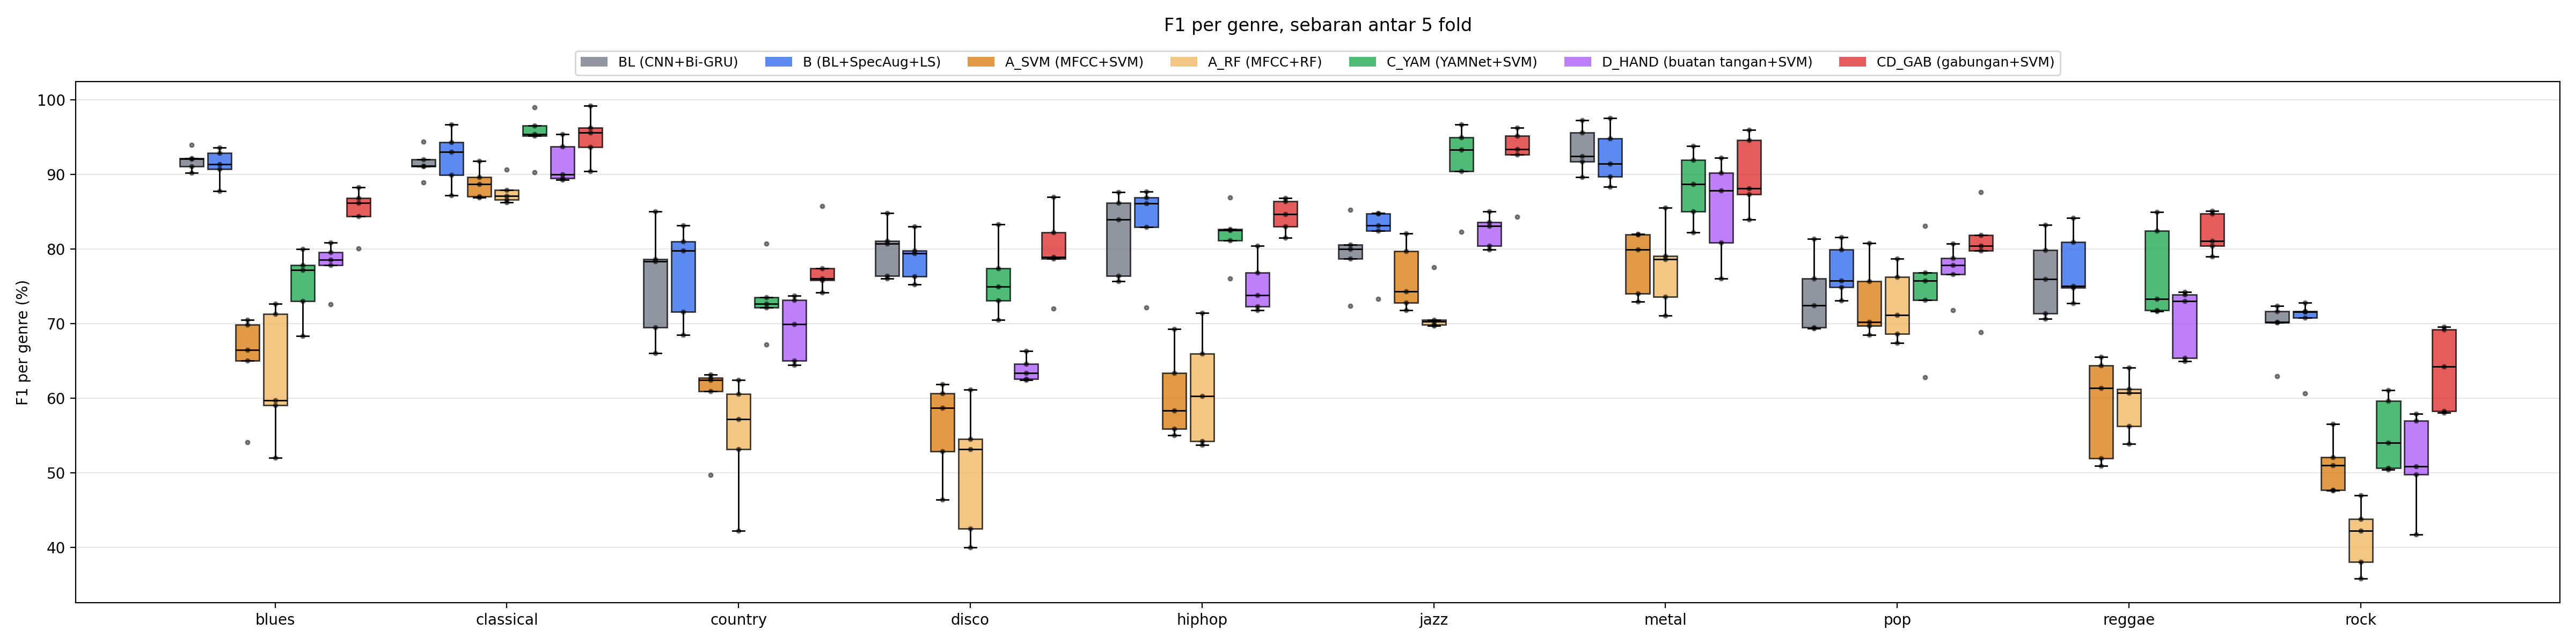 F1 per genre, sebaran antar 5 fold
BL (CNN+Bi-GRU) B (BL+SpecAug+LS) A_SVM (MFCC+SVM) A_RF (MFCC+RF) C_YAM (YAMNet+SVM) D_HAND (buatan tangan+SVM) CD_GAB (gabungan+SVM)
F1 per genre (%)
100
90
80
70
60
50
40
blues classical country disco hiphop jazz metal pop reggae rock